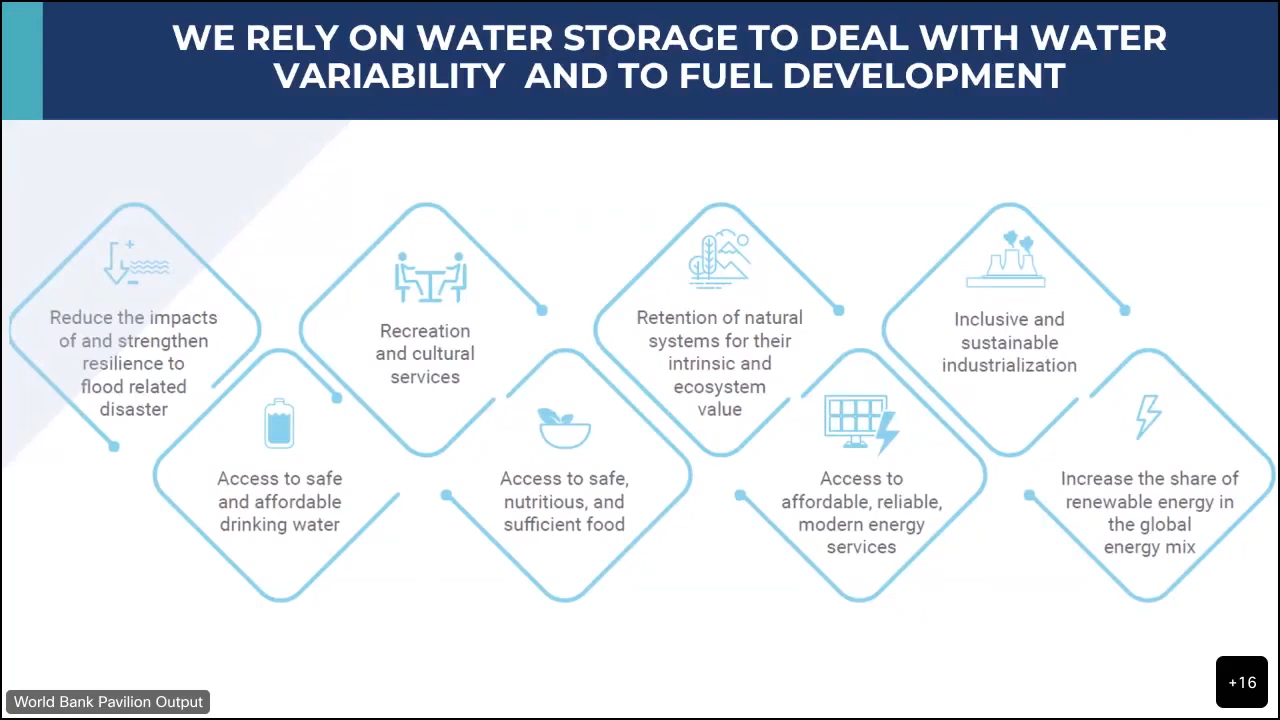 WE RELY ON WATER STORAGE TO DEAL WITH WATER
VARIABILITY AND TO FUEL DEVELOPMENT
Reduce the impacts
of and strengthen
resilience to
flood related
disaster
Access to safe
and affordable
drinking water
Recreation
and cultural
services
Access to safe,
nutritious, and
sufficient food
Retention of natural
systems for their
intrinsic and
ecosystem
value
Access to
affordable, reliable,
modern energy
services
Inclusive and
sustainable
industrialization
Increase the share of
renewable energy in
the global
energy mix
World Bank Pavilion Output
+16